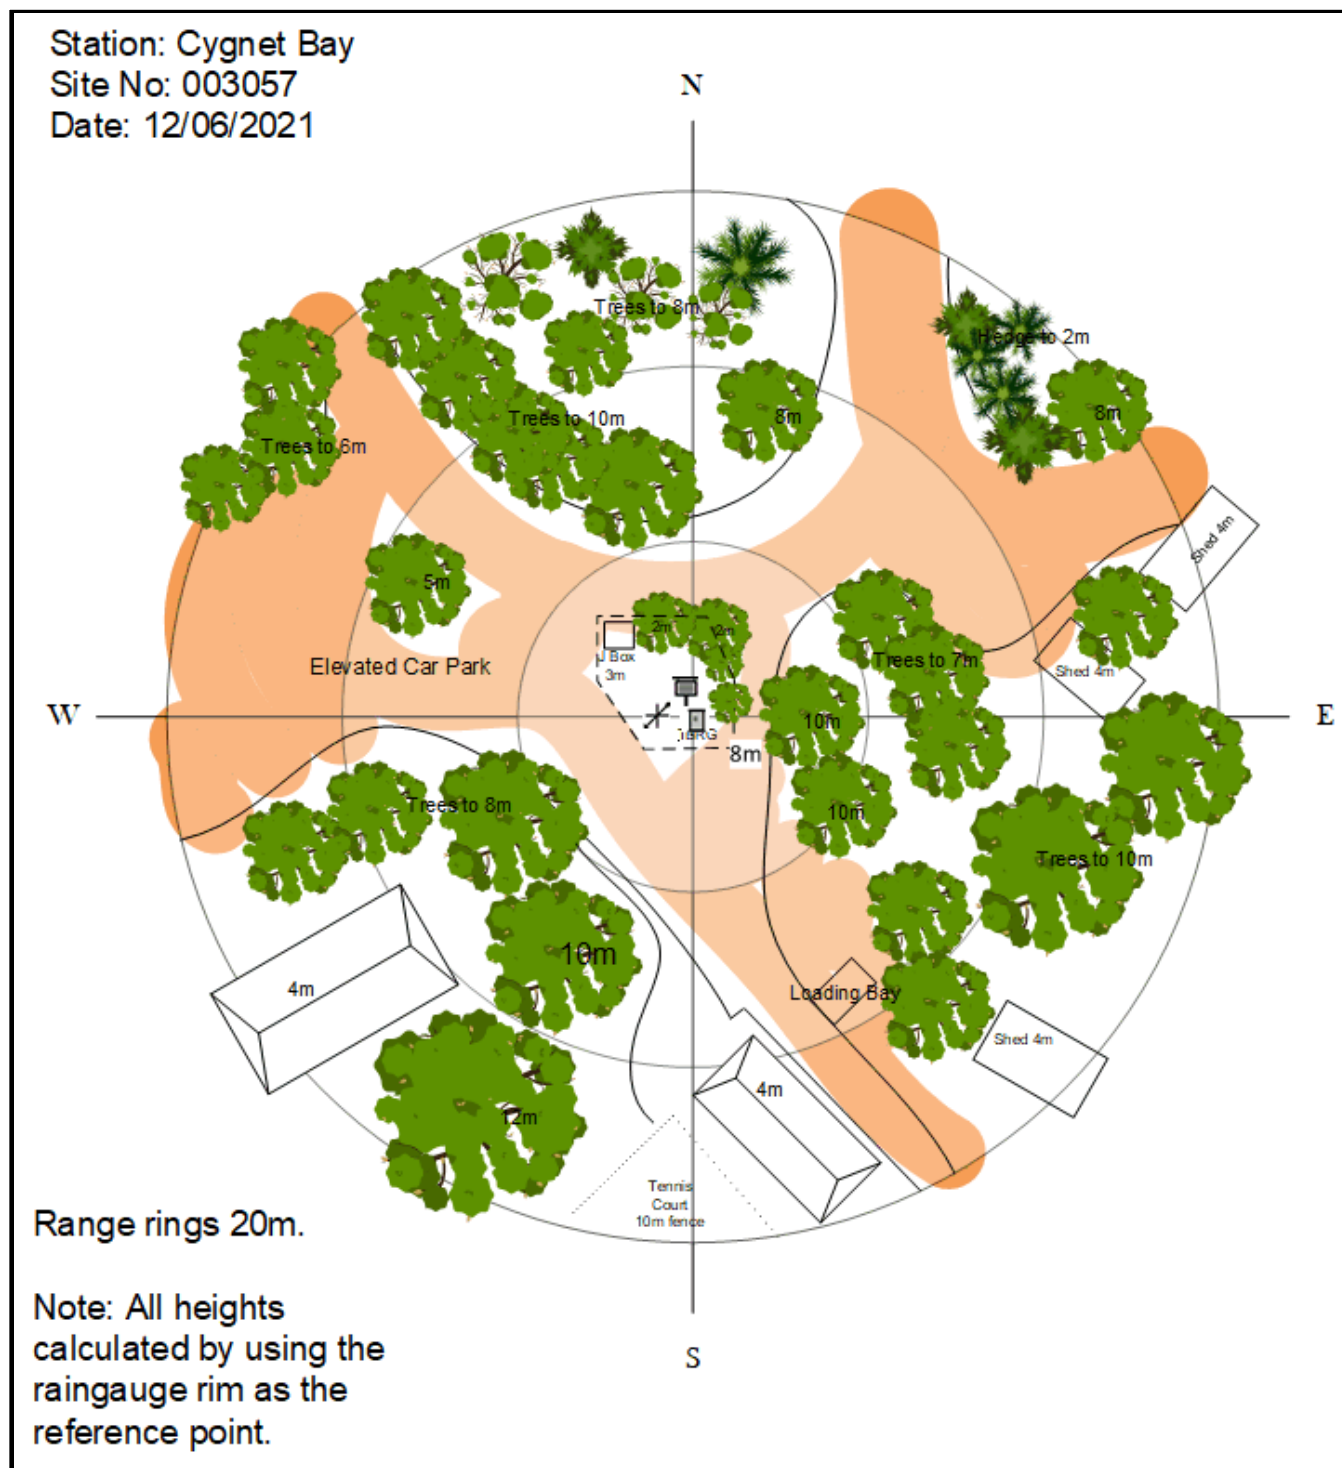 Station: Cygnet Bay
Site No: 003057
Date: 12/06/2021
N
Trees to 8m
Hedge to 2m
Trees to 10m
8m
8m
Trees to 6m
Shed 4m
5m
2m
2m
J Box
3m
Trees to 7m
Shed 4m
Elevated Car Park
W
E
10m
TBRG
8m
Trees to 8m
10m
Trees to 10m
10m
4m
Loading Bay
Shed 4m
4m
12m
Tennis
Court
10m fence
Range rings 20m.
S
Note: All heights
calculated by using the
raingauge rim as the
reference point.